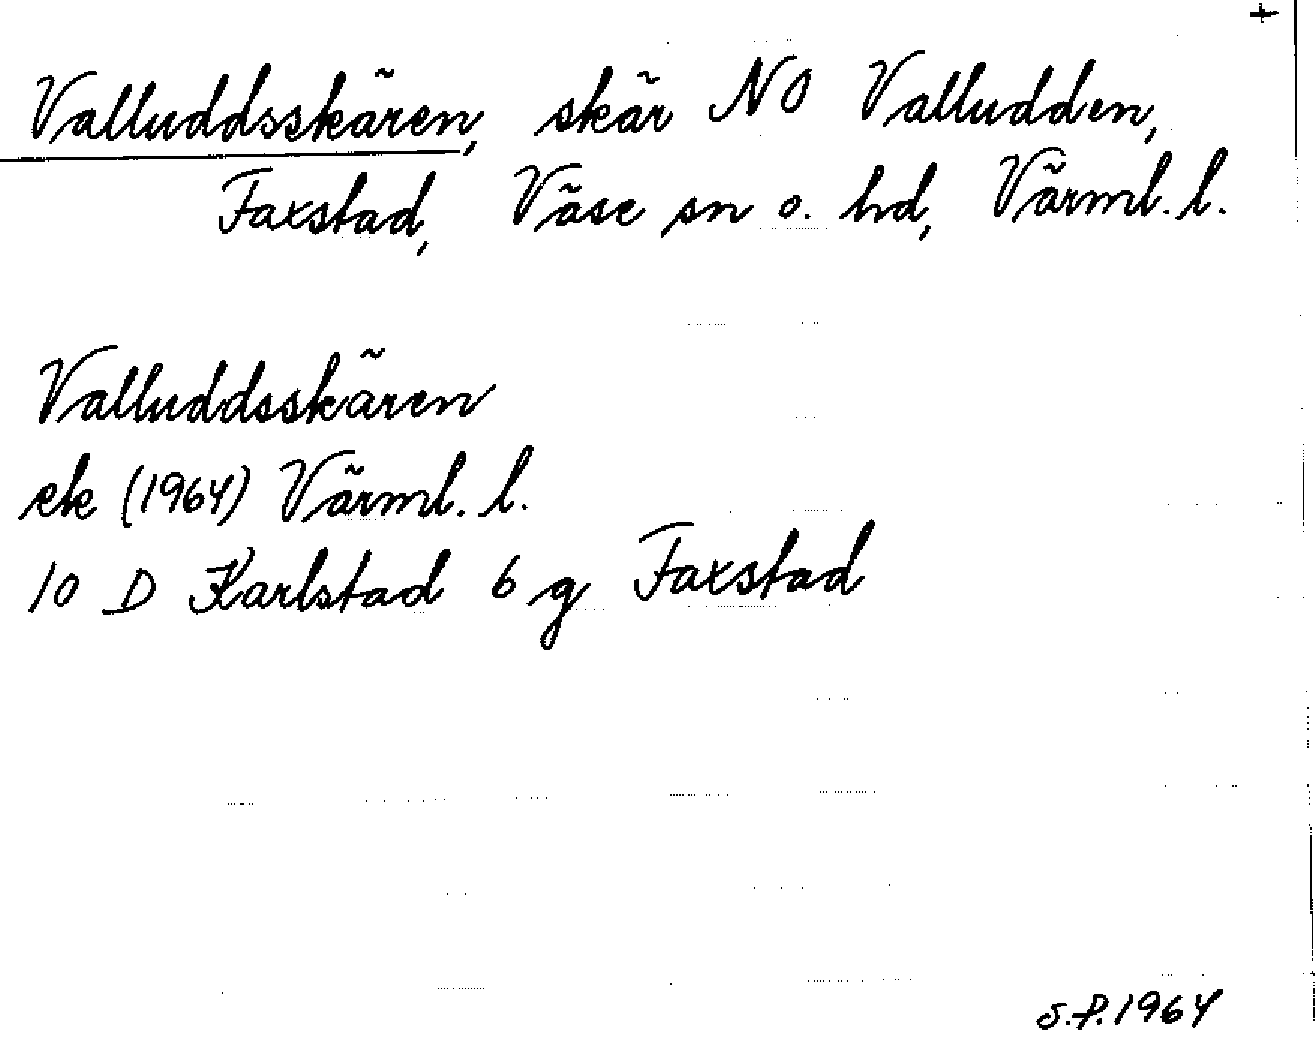 +
Valluddsskären, skär NO Valludden,
Faxstad, Väse sn o. hd, Värml. l.
Valluddsskären
ek (1964) Värml. l.
10 D Karlstad 6 g Faxstad
S.P. 1964